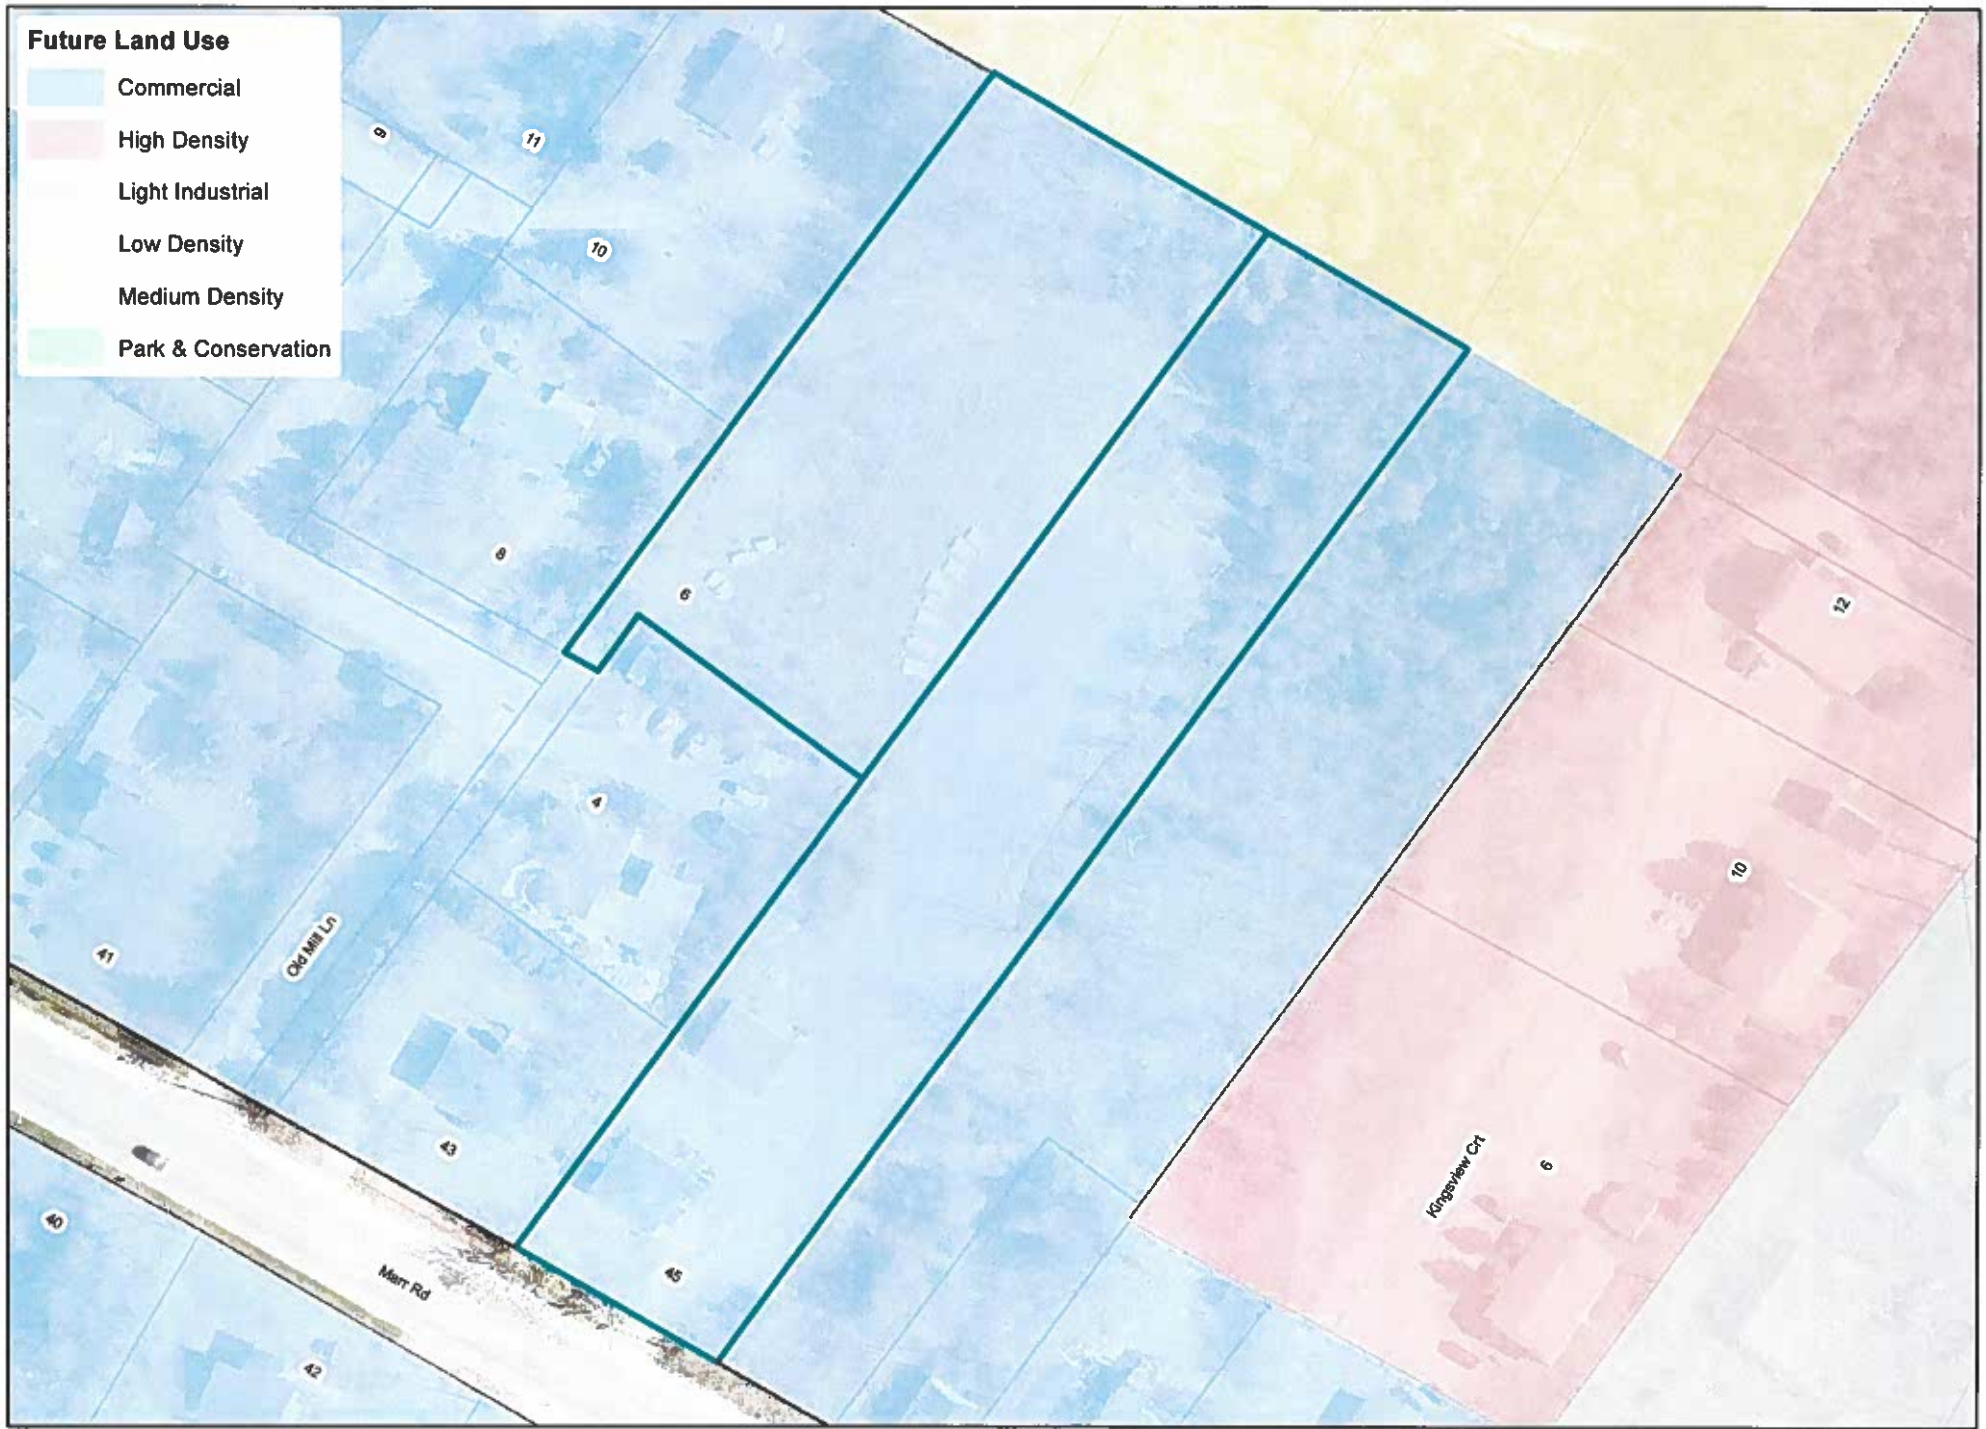 Future Land Use
Commercial
High Density
Light Industrial
Low Density
Medium Density
Park & Conservation
9
11
10
8
6
4
12
10
41
Old Mill Ln
43
Kingsview Crt
6
40
Marr Rd
45
42